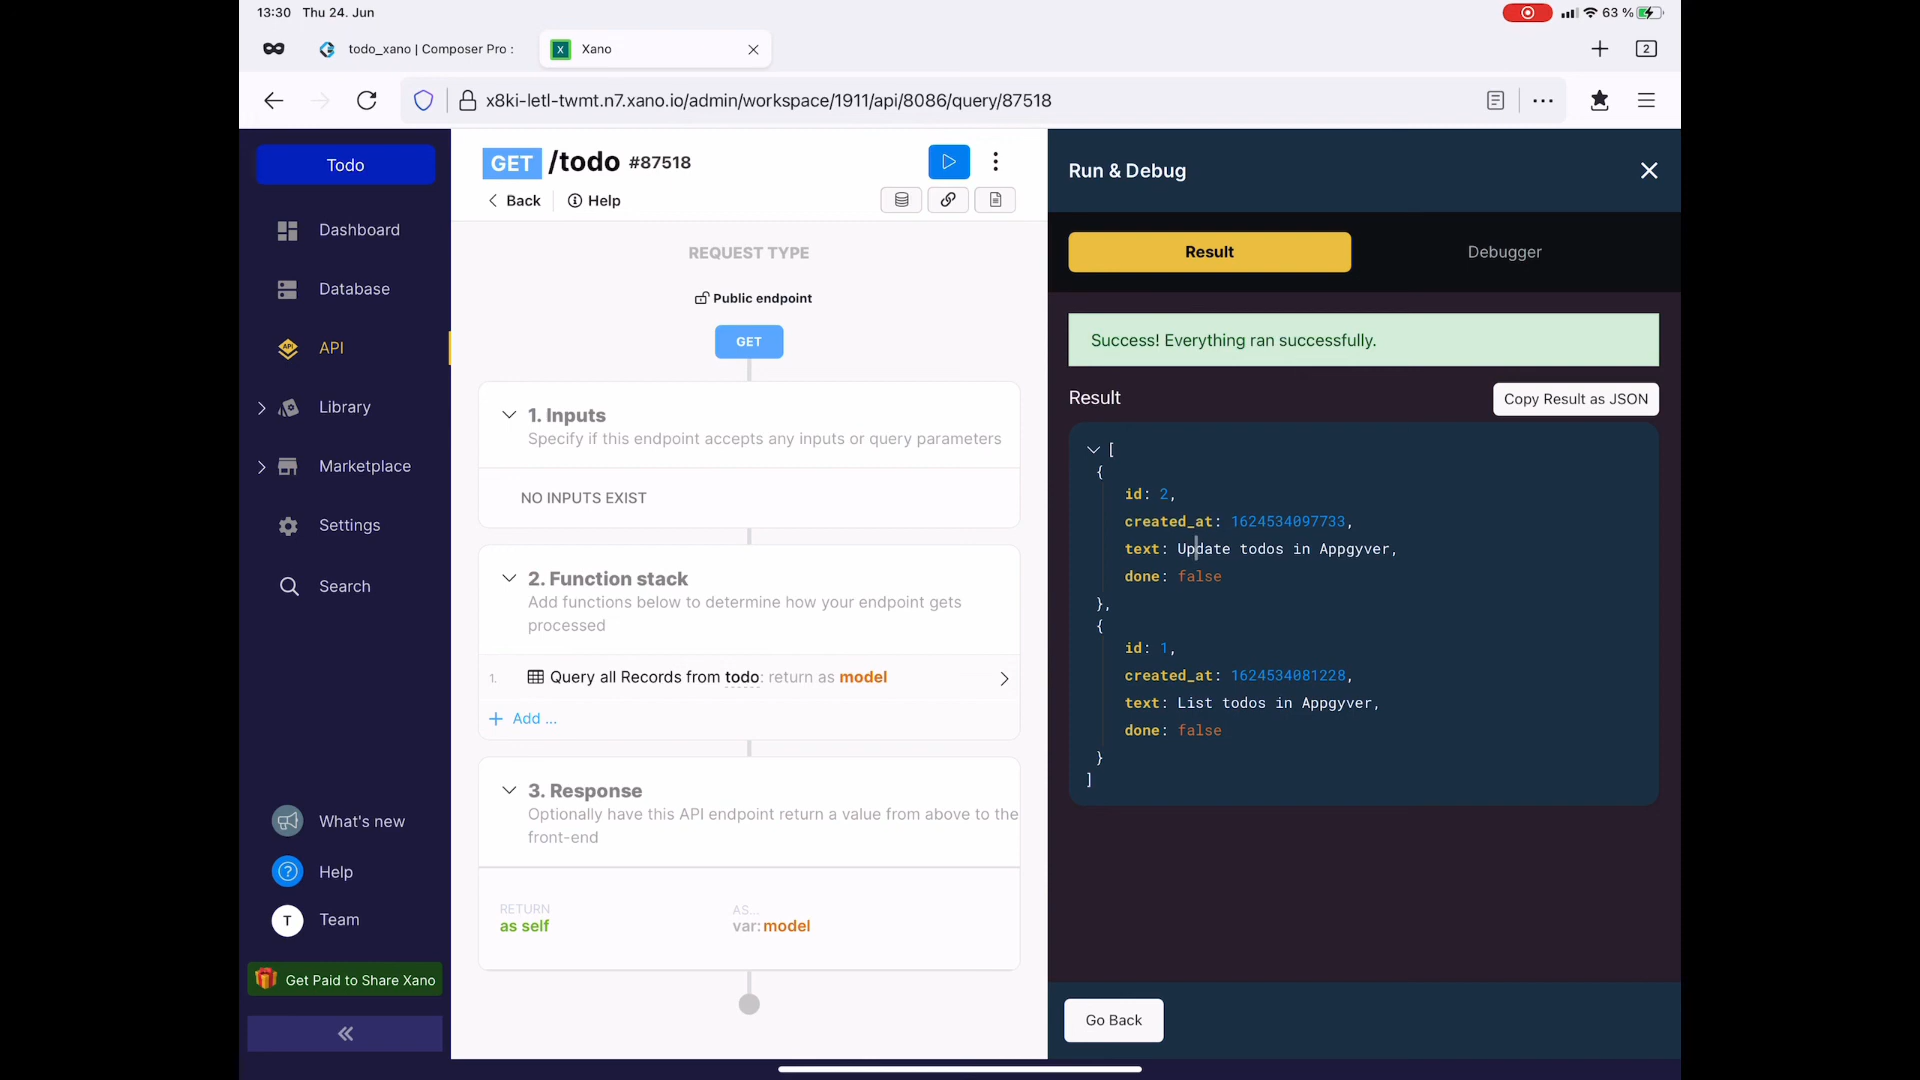 13:30 Thu 24. Jun
63 %
todo_xano | Composer Pro :
X
Xano
2
x8ki-letl-twmt.n7.xano.io/admin/workspace/1911/api/8086/query/87518
Todo
Dashboard
Database
API
API
Library
Marketplace
Settings
Search
What's new
? Help
T Team
Get Paid to Share Xano
GET /todo #87518
Back
Help
REQUEST TYPE
Public endpoint
GET
1. Inputs
Specify if this endpoint accepts any inputs or query parameters
NO INPUTS EXIST
2. Function stack
Add functions below to determine how your endpoint gets
processed
1. Query all Records from todo: return as model
+ Add ...
3. Response
Optionally have this API endpoint return a value from above to the
front-end
RETURN
as self
AS...
var: model
Run & Debug
Result
Debugger
Success! Everything ran successfully.
Result
Copy Result as JSON
[
{
id: 2,
created_at: 1624534097733,
text: Update todos in Appgyver,
done: false
},
{
id: 1,
created_at: 1624534081228,
text: List todos in Appgyver,
done: false
}
]
Go Back